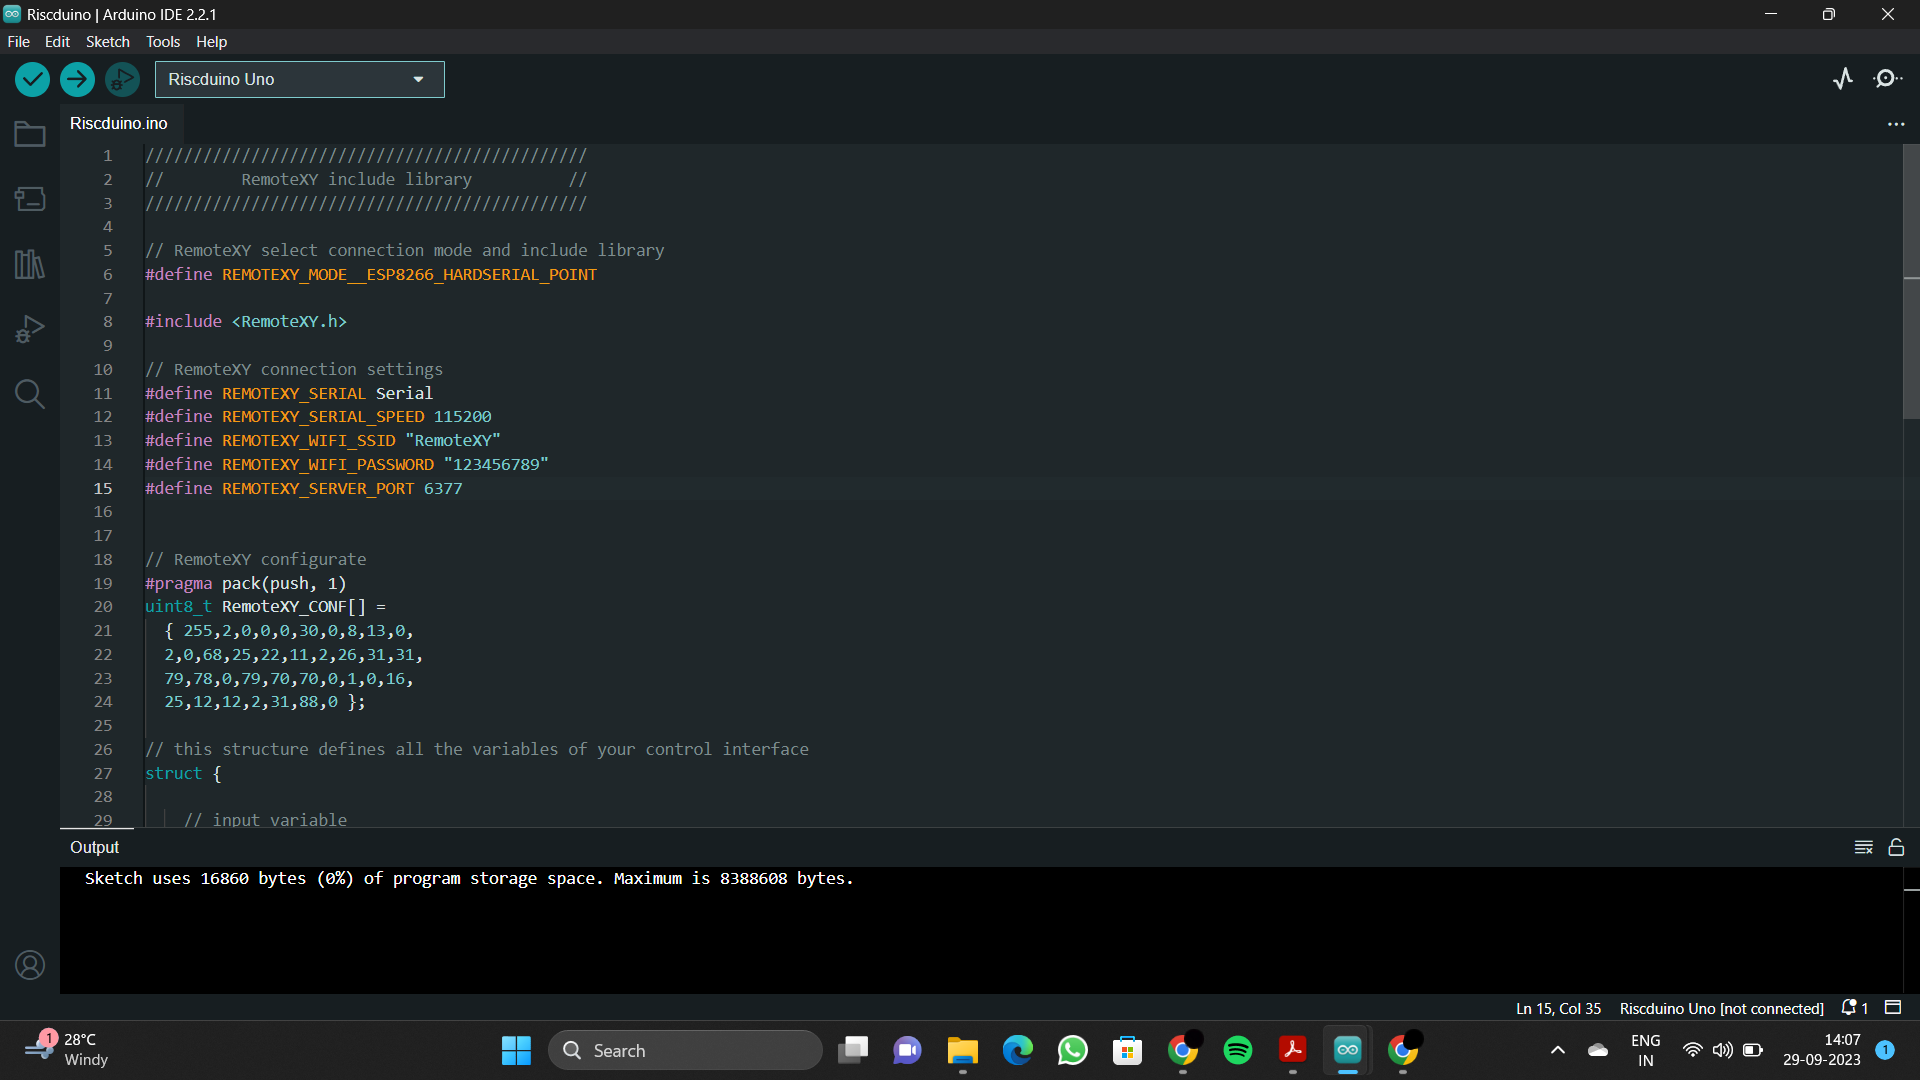 Riscduino | Arduino IDE 2.2.1
File Edit Sketch Tools Help
Riscduino Uno
Riscduino.ino
1 //////////////////////////////////////////////
2 //        RemoteXY include library          //
3 //////////////////////////////////////////////
4
5 // RemoteXY select connection mode and include library
6 #define REMOTEXY_MODE__ESP8266_HARDSERIAL_POINT
7
8 #include <RemoteXY.h>
9
10 // RemoteXY connection settings
11 #define REMOTEXY_SERIAL Serial
12 #define REMOTEXY_SERIAL_SPEED 115200
13 #define REMOTEXY_WIFI_SSID "RemoteXY"
14 #define REMOTEXY_WIFI_PASSWORD "123456789"
15 #define REMOTEXY_SERVER_PORT 6377
16
17
18 // RemoteXY configurate
19 #pragma pack(push, 1)
20 uint8_t RemoteXY_CONF[] =
21   { 255,2,0,0,0,30,0,8,13,0,
22   2,0,68,25,22,11,2,26,31,31,
23   79,78,0,79,70,70,0,1,0,16,
24   25,12,12,2,31,88,0 };
25
26 // this structure defines all the variables of your control interface
27 struct {
28
29     // input variable
Output
Sketch uses 16860 bytes (0%) of program storage space. Maximum is 8388608 bytes.
Ln 15, Col 35 Riscduino Uno [not connected] 1
1 28°C
Windy
Search
ENG
IN
14:07
29-09-2023
1